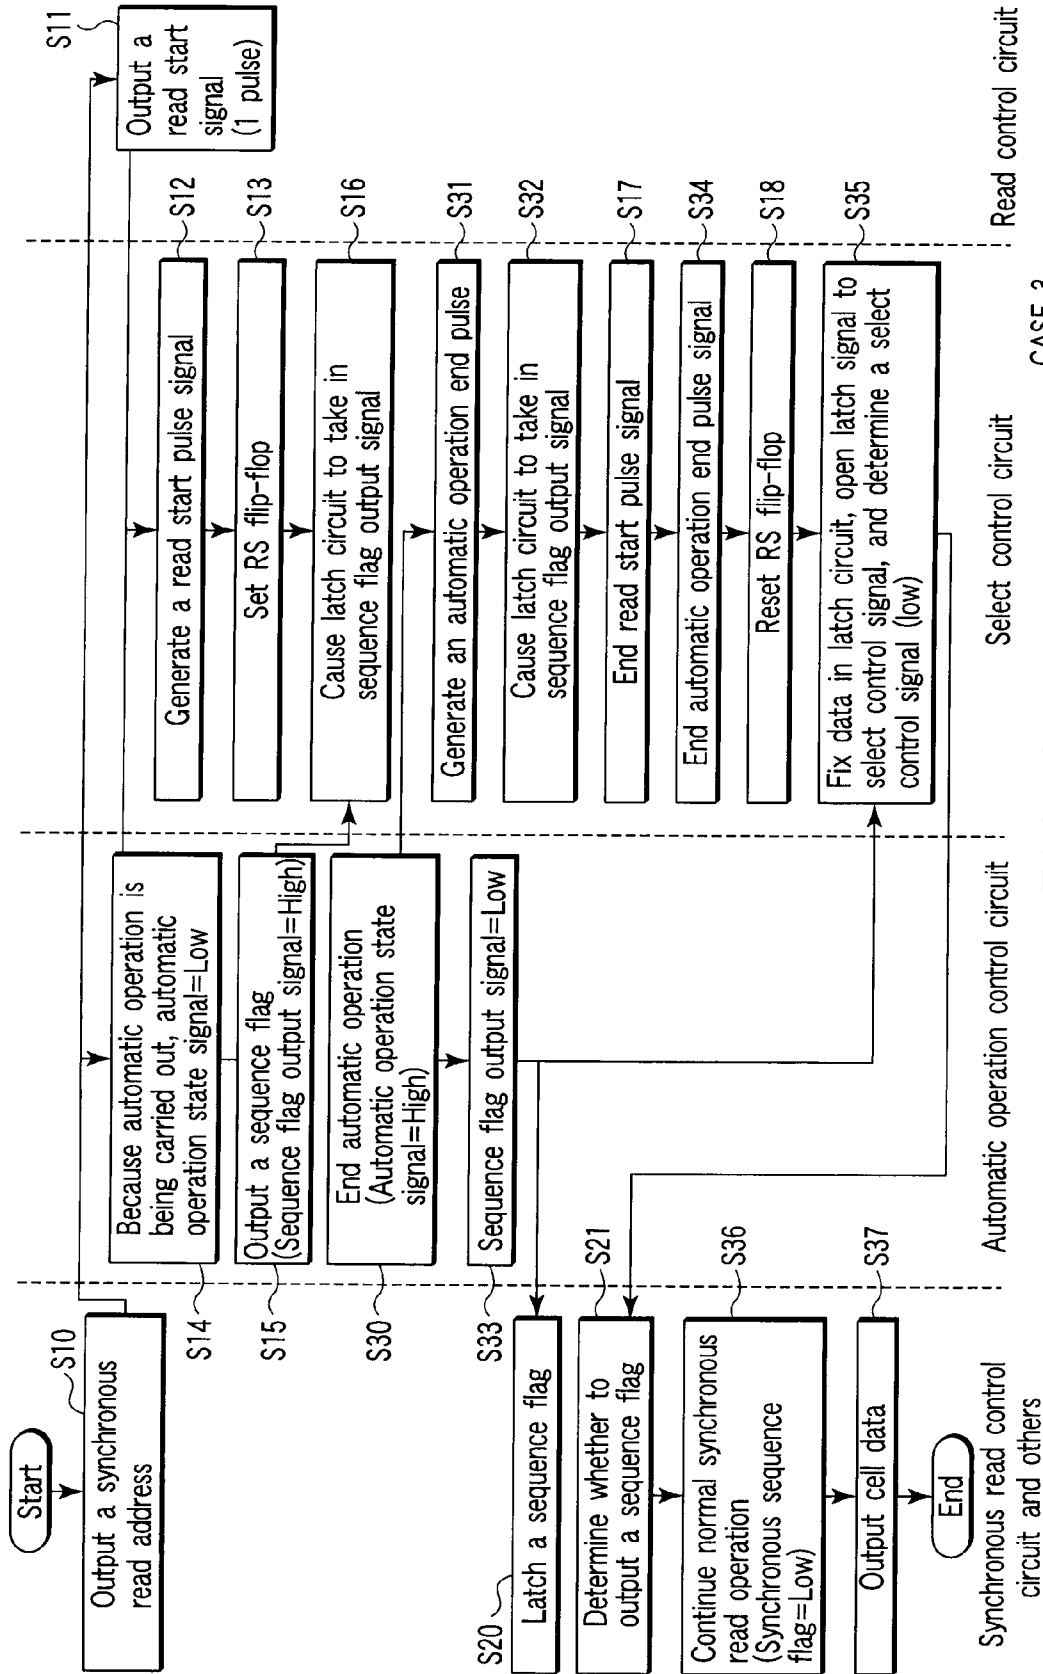 Start
S10
Output a synchronous
read address
S20
Latch a sequence flag
S21
Determine whether to
output a sequence flag
S36
Continue normal synchronous
read operation
(Synchronous sequence
flag=Low)
S37
Output cell data
End
Synchronous read control
circuit and others
S14
Because automatic operation is
being carried out, automatic
operation state signal=Low
S15
Output a sequence flag
(Sequence flag output signal=High)
S30
End automatic operation
(Automatic operation state
signal=High)
S33
Sequence flag output signal=Low
Automatic operation control circuit
S12
Generate a read start pulse signal
S13
Set RS flip-flop
S16
Cause latch circuit to take in
sequence flag output signal
S31
Generate an automatic operation end pulse
S32
Cause latch circuit to take in
sequence flag output signal
S17
End read start pulse signal
S34
End automatic operation end pulse signal
S18
Reset RS flip-flop
S35
Fix data in latch circuit, open latch signal to
select control signal, and determine a select
control signal (low)
Select control circuit
S11
Output a
read start
signal
(1 pulse)
Read control circuit